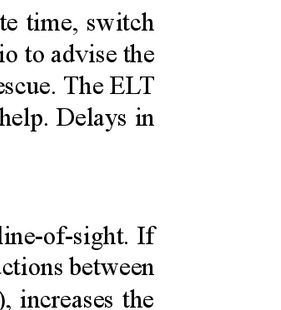 te time, switch
io to advise the
escue. The ELT
help. Delays in
line-of-sight. If
ctions between
), increases the